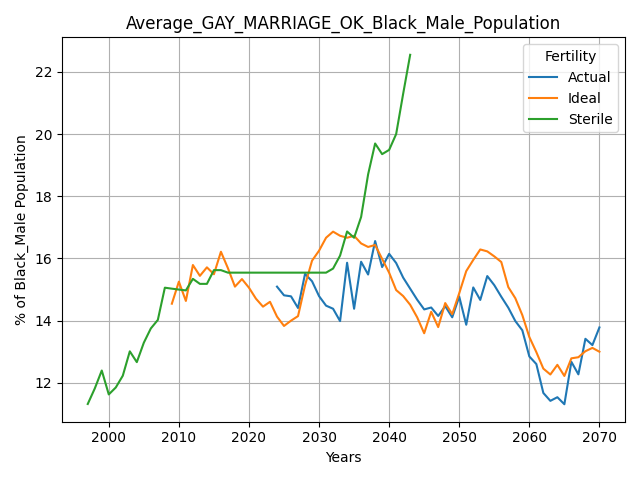 Average_GAY_MARRIAGE_OK_Black_Male_Population
Fertility
Actual
Ideal
Sterile
% of Black_Male Population
22
20
18
16
14
12
2000
2010
2020
2030
2040
2050
2060
2070
Years